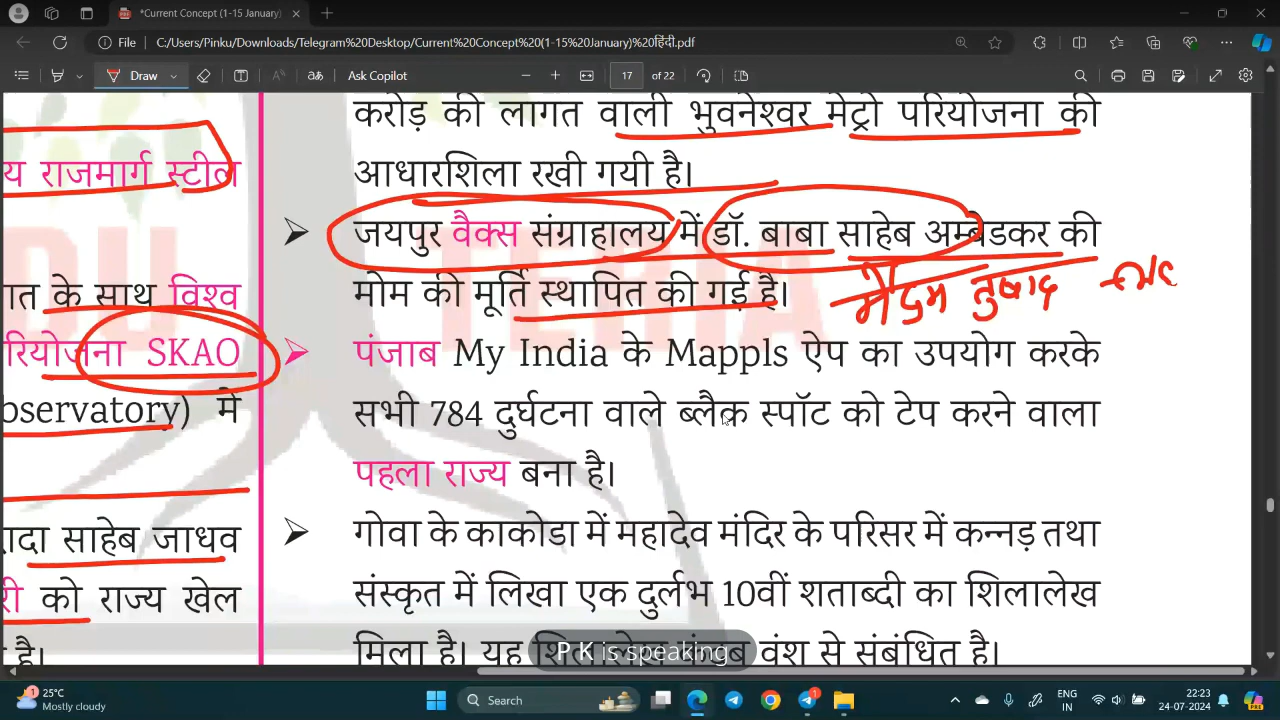 *Current Concept (1-15 January)
File C:/Users/Pinku/Downloads/Telegram%20Desktop/Current%20Concept%20(1-15%20January)%20हिंदी.pdf
Draw Ask Copilot 17 of 22
करोड़ की लागत वाली भुवनेश्वर मेट्रो परियोजना की
आधारशिला रखी गयी है।
जयपुर वैक्स संग्राहालय में डॉ. बाबा साहेब अम्बेडकर की
मोम की मूर्ति स्थापित की गई है।
मैदम तुषाद
पंजाब My India के Mappls ऐप का उपयोग करके
सभी 784 दुर्घटना वाले ब्लैक स्पॉट को टेप करने वाला
पहला राज्य बना है।
गोवा के काकोडा में महादेव मंदिर के परिसर में कन्नड़ तथा
संस्कृत में लिखा एक दुर्लभ 10वीं शताब्दी का शिलालेख
मिला है। यह वंश से संबंधित है।
य राजमार्ग स्टील
ात के साथ विश्व
रियोजना SKAO
bservatory) में
ादा साहेब जाधव
री को राज्य खेल
है।
P K is speaking
25°C
Mostly cloudy
Search
ENG
IN
22:23
24-07-2024